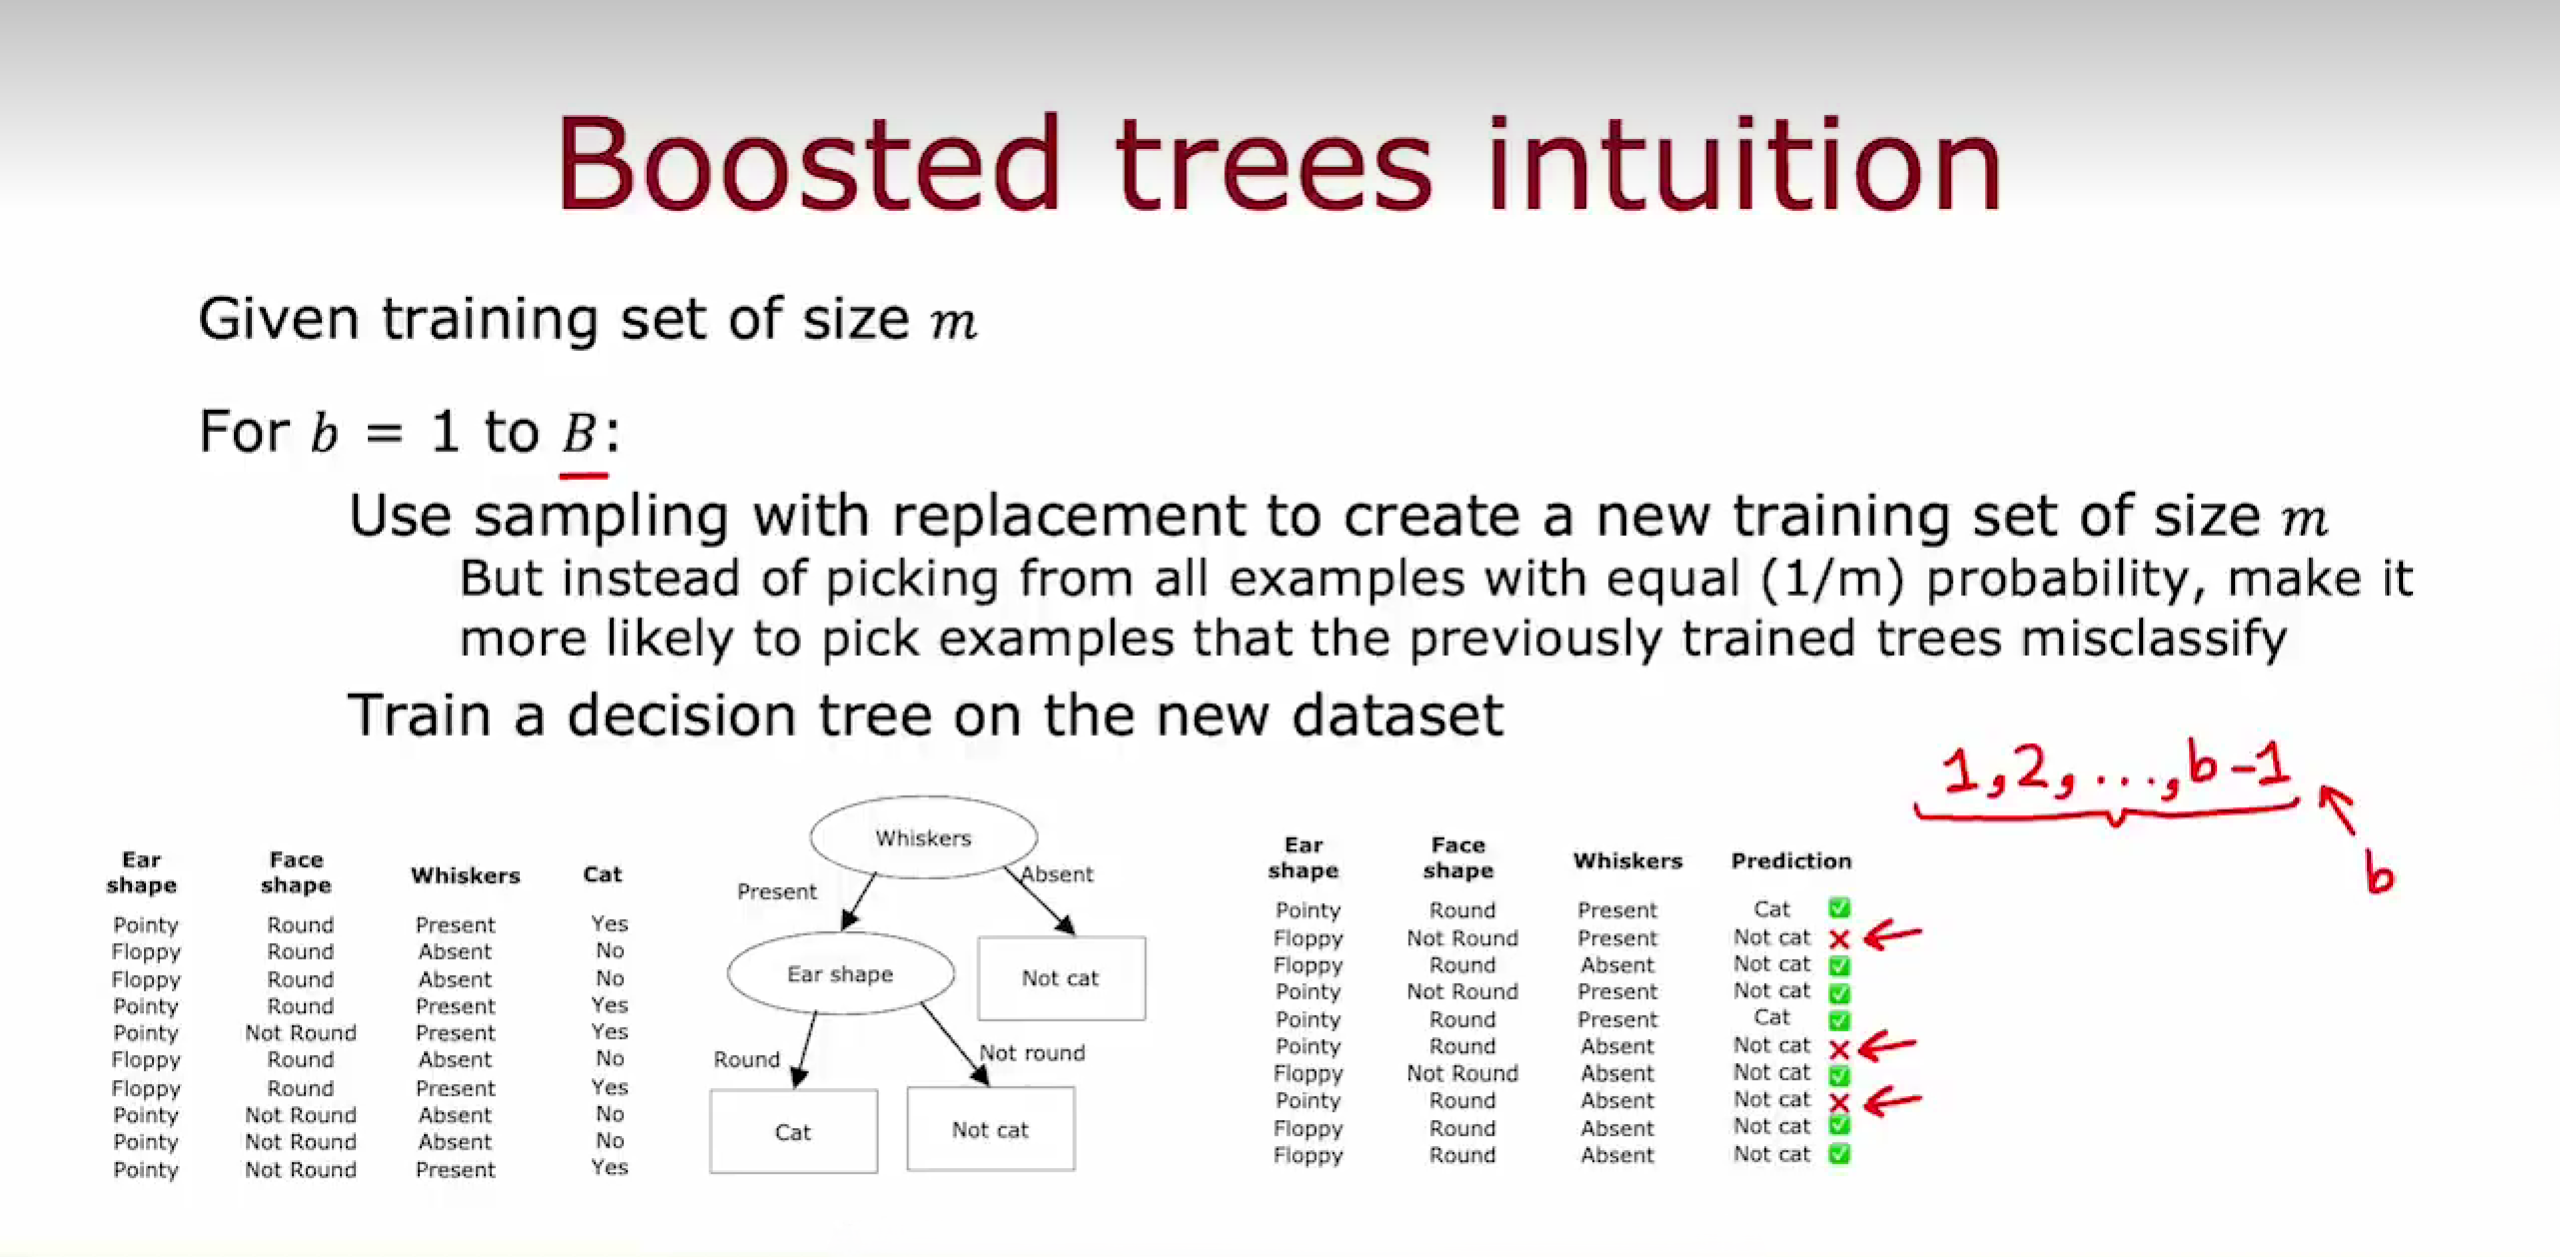 Boosted trees intuition
Given training set of size m
For b = 1 to B:
Use sampling with replacement to create a new training set of size m
But instead of picking from all examples with equal (1/m) probability, make it
more likely to pick examples that the previously trained trees misclassify
Train a decision tree on the new dataset
1,2,...,b-1
b
Ear shape Face shape Whiskers Cat
Pointy Round Present Yes
Floppy Round Absent No
Floppy Round Absent No
Pointy Round Present Yes
Pointy Not Round Present Yes
Floppy Round Absent No
Floppy Round Present Yes
Pointy Not Round Absent No
Pointy Not Round Absent No
Pointy Not Round Present Yes
Whiskers
Present
Absent
Ear shape
Not cat
Round
Not round
Cat
Not cat
Ear shape Face shape Whiskers Prediction
Pointy Round Present Cat ✅
Floppy Not Round Present Not cat ✗
Floppy Round Absent Not cat ✅
Pointy Not Round Present Not cat ✅
Pointy Round Present Cat ✅
Pointy Round Absent Not cat ✗
Floppy Not Round Absent Not cat ✅
Pointy Round Absent Not cat ✗
Floppy Round Absent Not cat ✅
Floppy Round Absent Not cat ✅